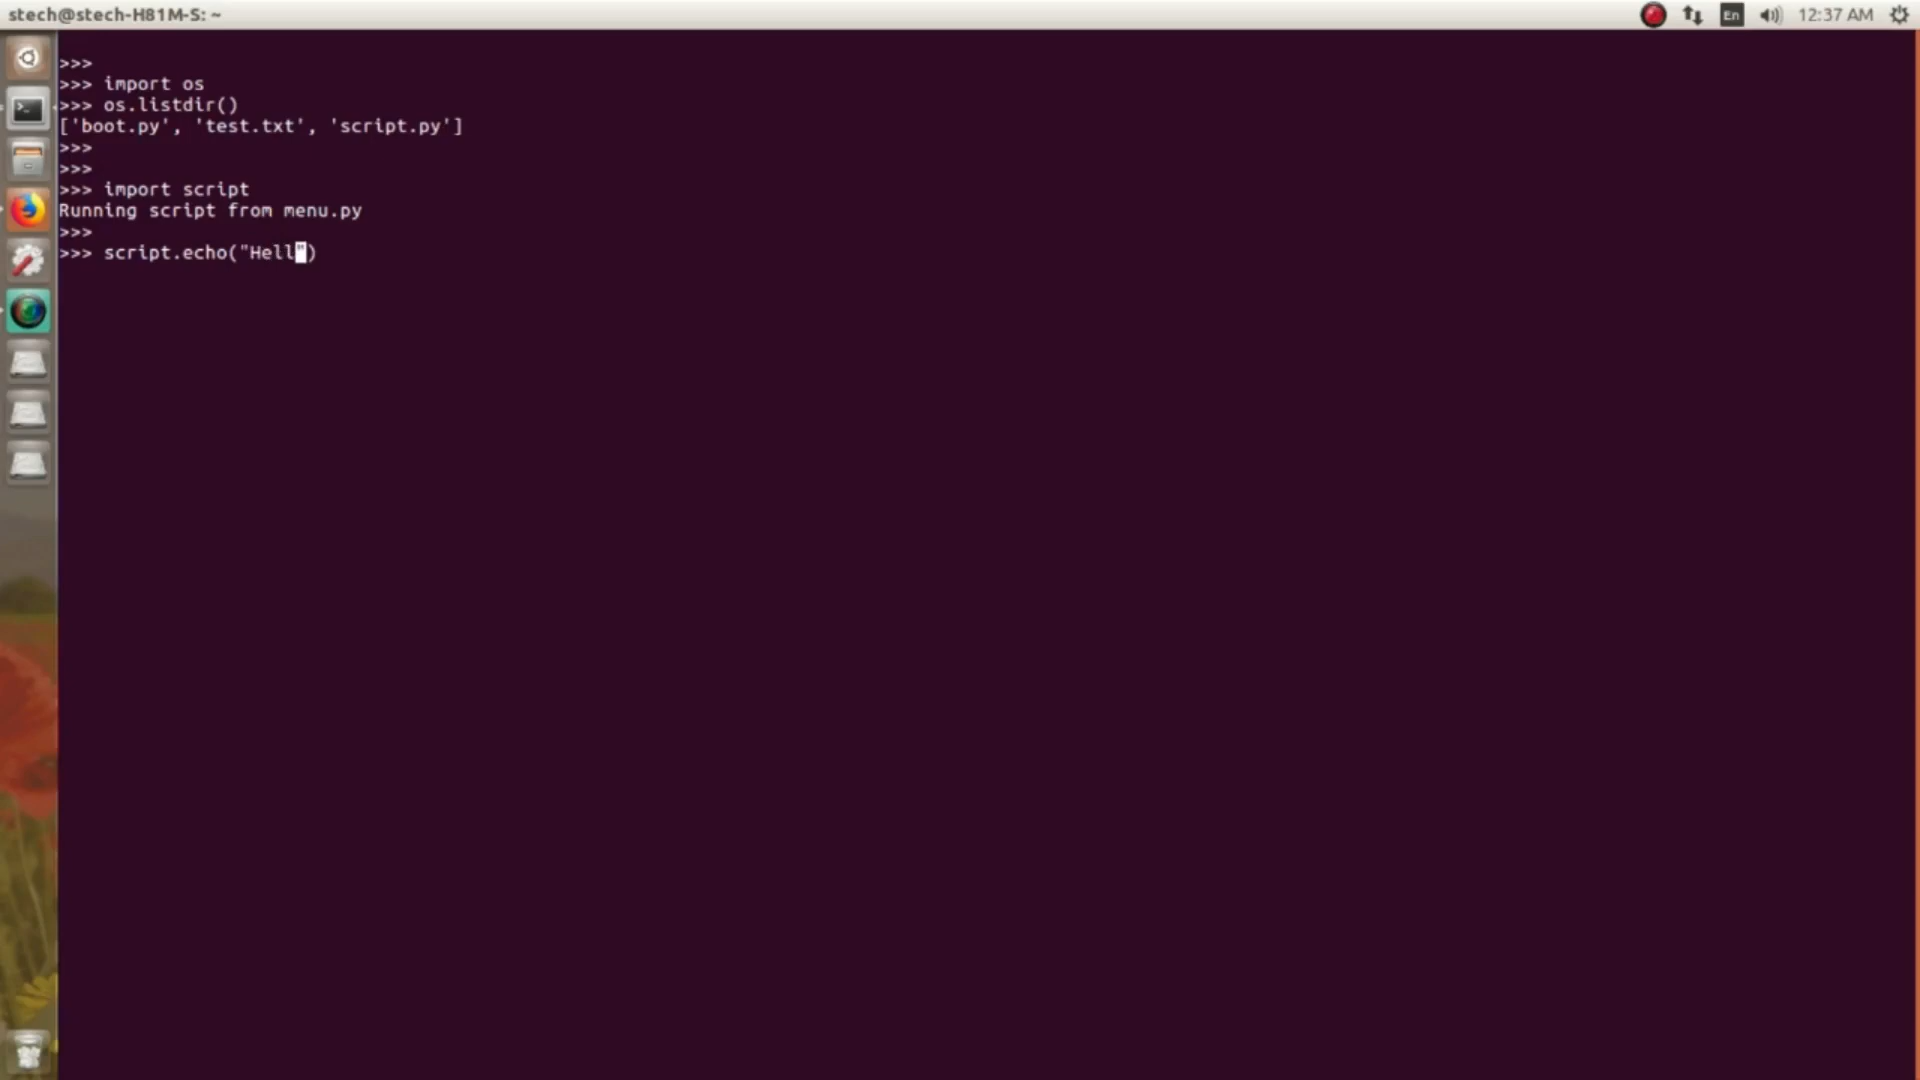 stech@stech-H81M-S: ~
En
12:37 AM
>>>
>>> import os
>>> os.listdir()
['boot.py', 'test.txt', 'script.py']
>>>
>>>
>>> import script
Running script from menu.py
>>>
>>> script.echo("Hell")